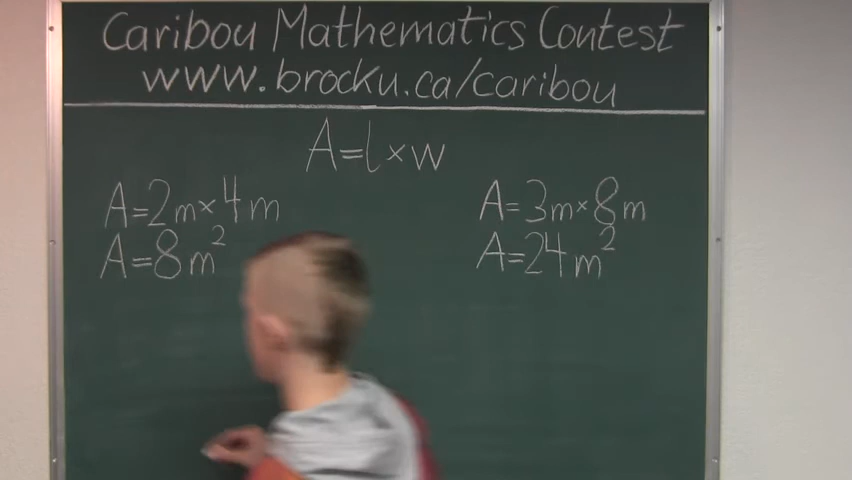 Caribou Mathematics Contest
www.brocku.ca/caribou
A=l×w
A=2m×4m
A=8m²
A=3m×8m
A=24m²